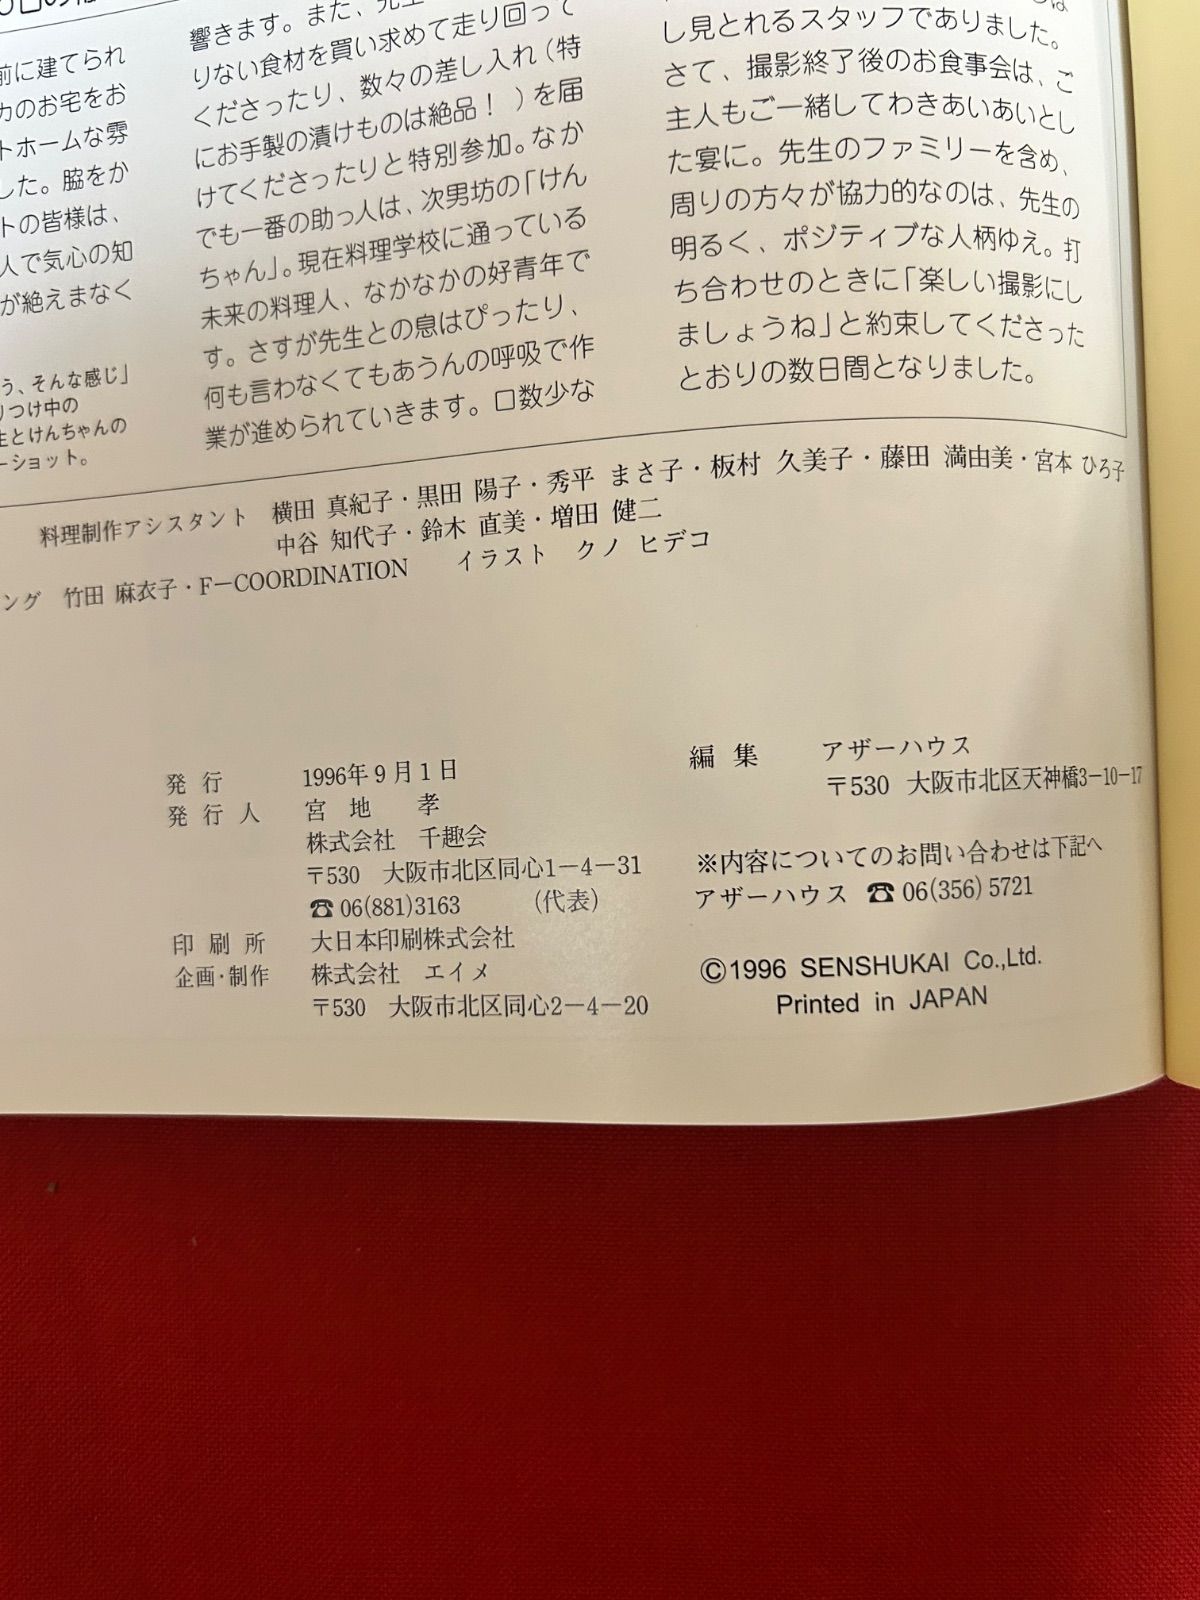 前に建てられ
カのお宅をお
トホームな雰
した。脇をか
トの皆様は、
人で気心の知
が絶えまなく
う、そんな感じ」
りつけ中の
生とけんちゃんの
ーショット。
響きます。また、先生
りない食材を買い求めて走り回って
くださったり、数々の差し入れ（特
にお手製の漬けものは絶品！）を届
けてくださったりと特別参加。なか
でも一番の助っ人は、次男坊の「けん
ちゃん」。現在料理学校に通っている
未来の料理人、なかなかの好青年で
す。さすが先生との息はぴったり、
何も言わなくてもあうんの呼吸で作
業が進められていきます。口数少な
し見とれるスタッフでありました。
さて、撮影終了後のお食事会は、ご
主人もご一緒してわきあいあいとし
た宴に。先生のファミリーを含め、
周りの方々が協力的なのは、先生の
明るく、ポジティブな人柄ゆえ。打
ち合わせのときに「楽しい撮影にし
ましょうね」と約束してくださった
とおりの数日間となりました。
料理制作アシスタント 横田 真紀子・黒田 陽子・秀平 まさ子・板村 久美子・藤田 満由美・宮本 ひろ子
中谷 知代子・鈴木 直美・増田 健二
ング 竹田 麻衣子・F－COORDINATION イラスト クノ ヒデコ
発行 1996年9月1日
発行人 宮地 孝
株式会社 千趣会
〒530 大阪市北区同心1－4－31
☎06(881)3163 (代表)
印刷所 大日本印刷株式会社
企画・制作 株式会社 エイメ
〒530 大阪市北区同心2－4－20
編集 アザーハウス
〒530 大阪市北区天神橋3－10－17
※内容についてのお問い合わせは下記へ
アザーハウス ☎06(356)5721
©1996 SENSHUKAI Co.,Ltd.
Printed in JAPAN